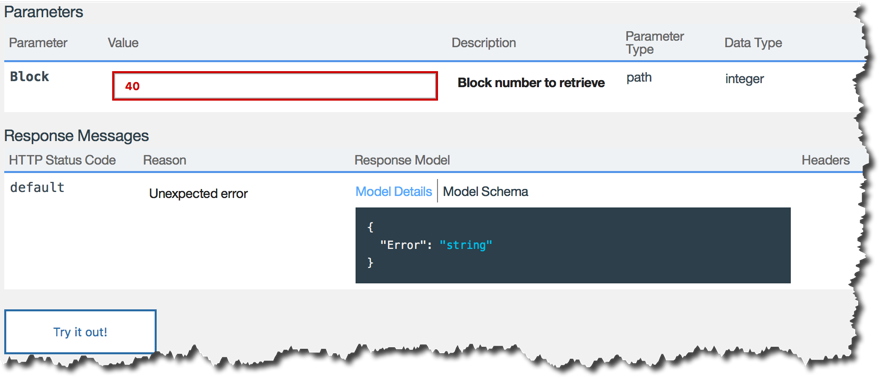 Parameters
Parameter Value Description Parameter Type Data Type
Block 40 Block number to retrieve path integer
Response Messages
HTTP Status Code Reason Response Model Headers
default Unexpected error Model Details Model Schema
{
"Error": "string"
}
Try it out!